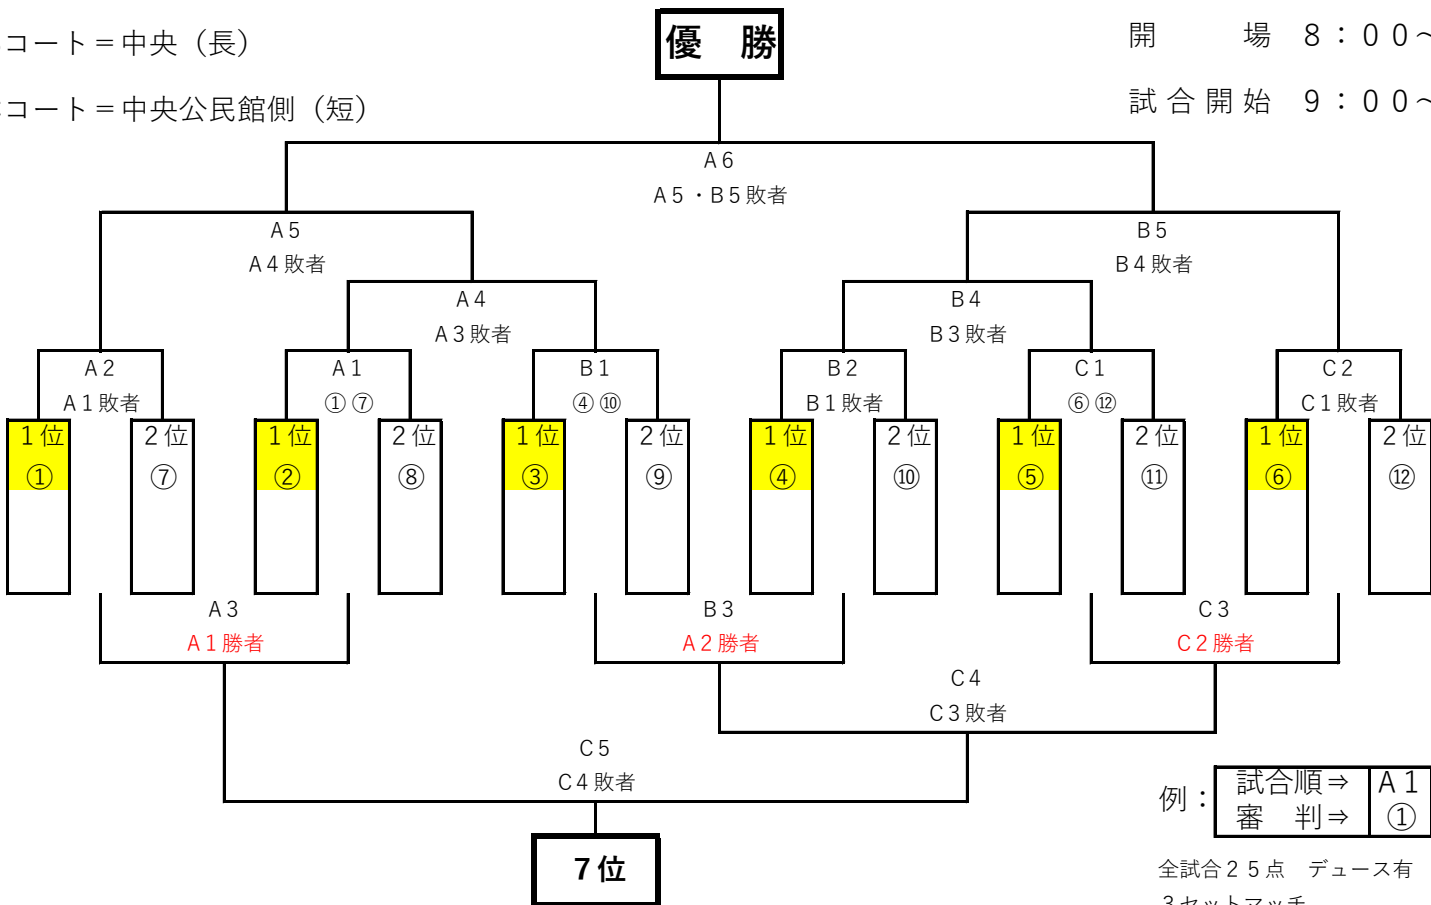 コート＝中央（長）
優　勝
開　　場　８：００～
コート＝中央公民館側（短）
試合開始　９：００～
A6
A5・B5敗者
A5
B5
A4敗者
B4敗者
A4
B4
A3敗者
B3敗者
A2
A1
B1
B2
C1
C2
A1敗者
①⑦
④⑩
B1敗者
⑥⑫
C1敗者
1位
2位
1位
2位
1位
2位
1位
2位
1位
2位
1位
2位
①
⑦
②
⑧
③
⑨
④
⑩
⑤
⑪
⑥
⑫
A3
B3
C3
A1勝者
A2勝者
C2勝者
C4
C3敗者
C5
C4敗者
例：
試合順⇒
A1
審　判⇒
①
7位
全試合２５点　デュース有
３セットマッチ